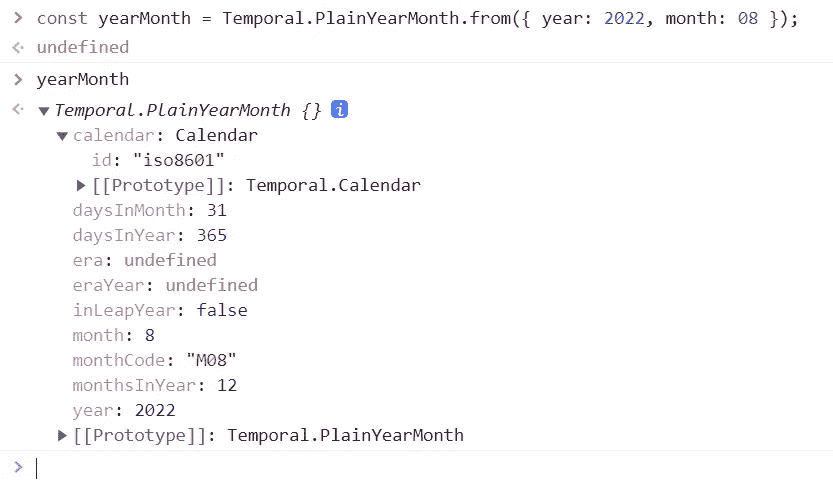 > const yearMonth = Temporal.PlainYearMonth.from({ year: 2022, month: 08 });
undefined
> yearMonth
▼ Temporal.PlainYearMonth {} i
▼ calendar: Calendar
id: "iso8601"
▶ [[Prototype]]: Temporal.Calendar
daysInMonth: 31
daysInYear: 365
era: undefined
eraYear: undefined
inLeapYear: false
month: 8
monthCode: "M08"
monthsInYear: 12
year: 2022
▶ [[Prototype]]: Temporal.PlainYearMonth
>